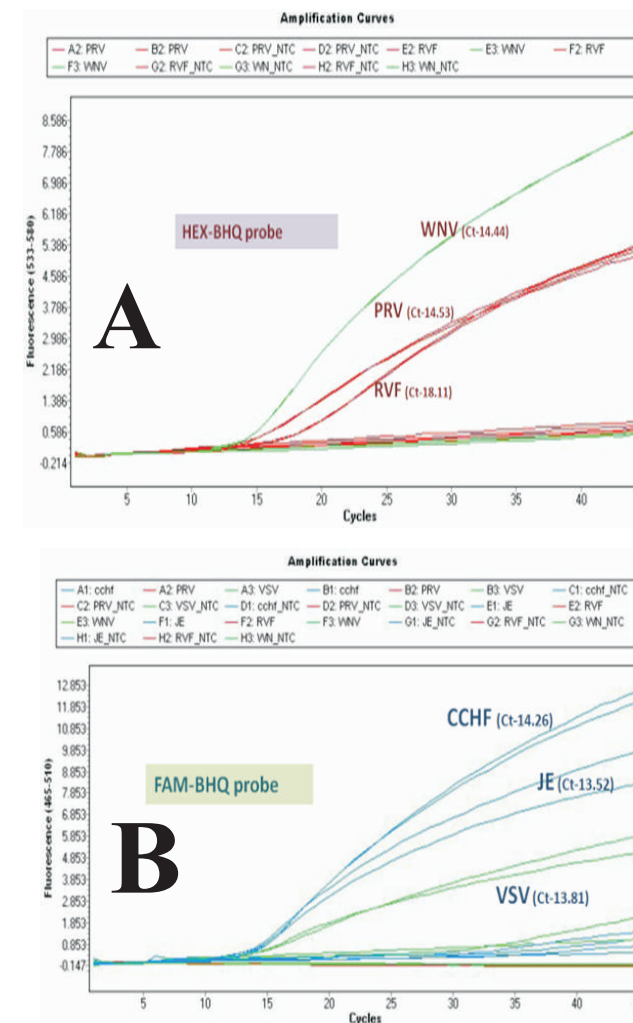 Amplification Curves
A2: PRV B2: PRV C2: PRV_NTC D2: PRV_NTC E2: RVF E3: WNV F2: RVF
F3: WNV G2: RVF_NTC G3: WN_NTC H2: RVF_NTC H3: WN_NTC
8.586
7.786
6.986
6.186
5.386
4.586
3.786
2.986
2.186
1.386
0.586
-0.214
Fluorescence (533-580)
HEX-BHQ probe
WNV (Ct-14.44)
A
PRV (Ct-14.53)
RVF (Ct-18.11)
5 10 15 20 25 30 35 40
Cycles
Amplification Curves
A1: cchf A2: PRV A3: VSV B1: cchf B2: PRV B3: VSV C1: cchf_NTC
C2: PRV_NTC C3: VSV_NTC D1: cchf_NTC D2: PRV_NTC D3: VSV_NTC E1: JE E2: RVF
E3: WNV F1: JE F2: RVF F3: WNV G1: JE_NTC G2: RVF_NTC G3: WN_NTC
H1: JE_NTC H2: RVF_NTC H3: WN_NTC
12.853
11.853
10.853
9.853
8.853
7.853
6.853
5.853
4.853
3.853
2.853
1.853
0.853
-0.147
Fluorescence (465-510)
CCHF (Ct-14.26)
FAM-BHQ probe
JE (Ct-13.52)
B
VSV (Ct-13.81)
5 10 15 20 25 30 35 40
Cycles